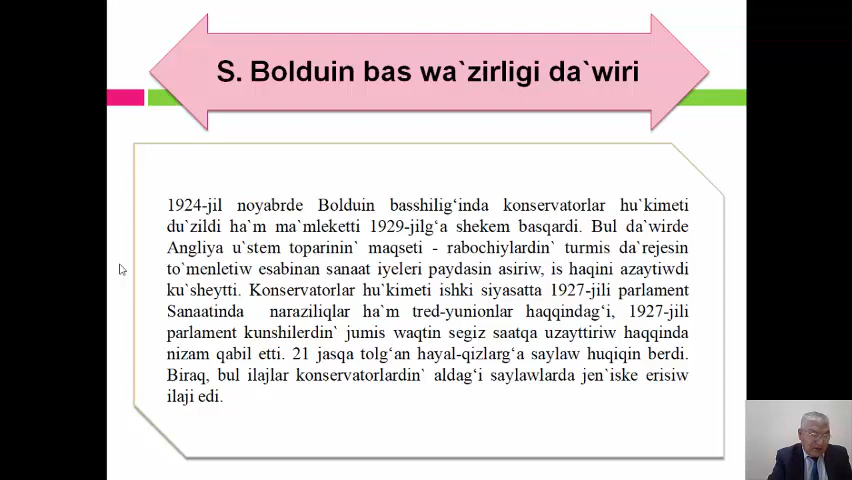 S. Bolduin bas wa`zirligi da`wiri
1924-jil noyabrde Bolduin basshilig‘inda konservatorlar hu`kimeti
du`zildi ha`m ma`mleketti 1929-jilg‘a shekem basqardi. Bul da`wirde
Angliya u`stem toparinin` maqseti - rabochiylardin` turmis da`rejesin
to`menletiw esabinan sanaat iyeleri paydasin asiriw, is haqini azaytiwdi
ku`sheytti. Konservatorlar hu`kimeti ishki siyasatta 1927-jili parlament
Sanaatinda naraziliqlar ha`m tred-yunionlar haqqindag‘i, 1927-jili
parlament kunshilerdin` jumis waqtin segiz saatqa uzayttiriw haqqinda
nizam qabil etti. 21 jasqa tolg‘an hayal-qizlarg‘a saylaw huqiqin berdi.
Biraq, bul ilajlar konservatorlardin` aldag‘i saylawlarda jen`iske erisiw
ilaji edi.